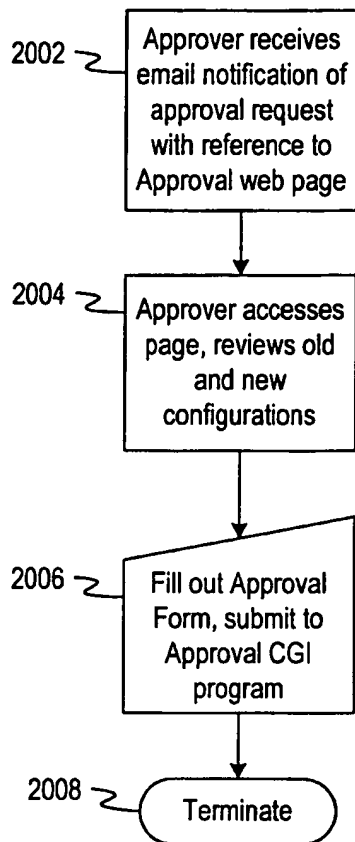 2002
Approver receives
email notification of
approval request
with reference to
Approval web page
2004
Approver accesses
page, reviews old
and new
configurations
2006
Fill out Approval
Form, submit to
Approval CGI
program
2008
Terminate